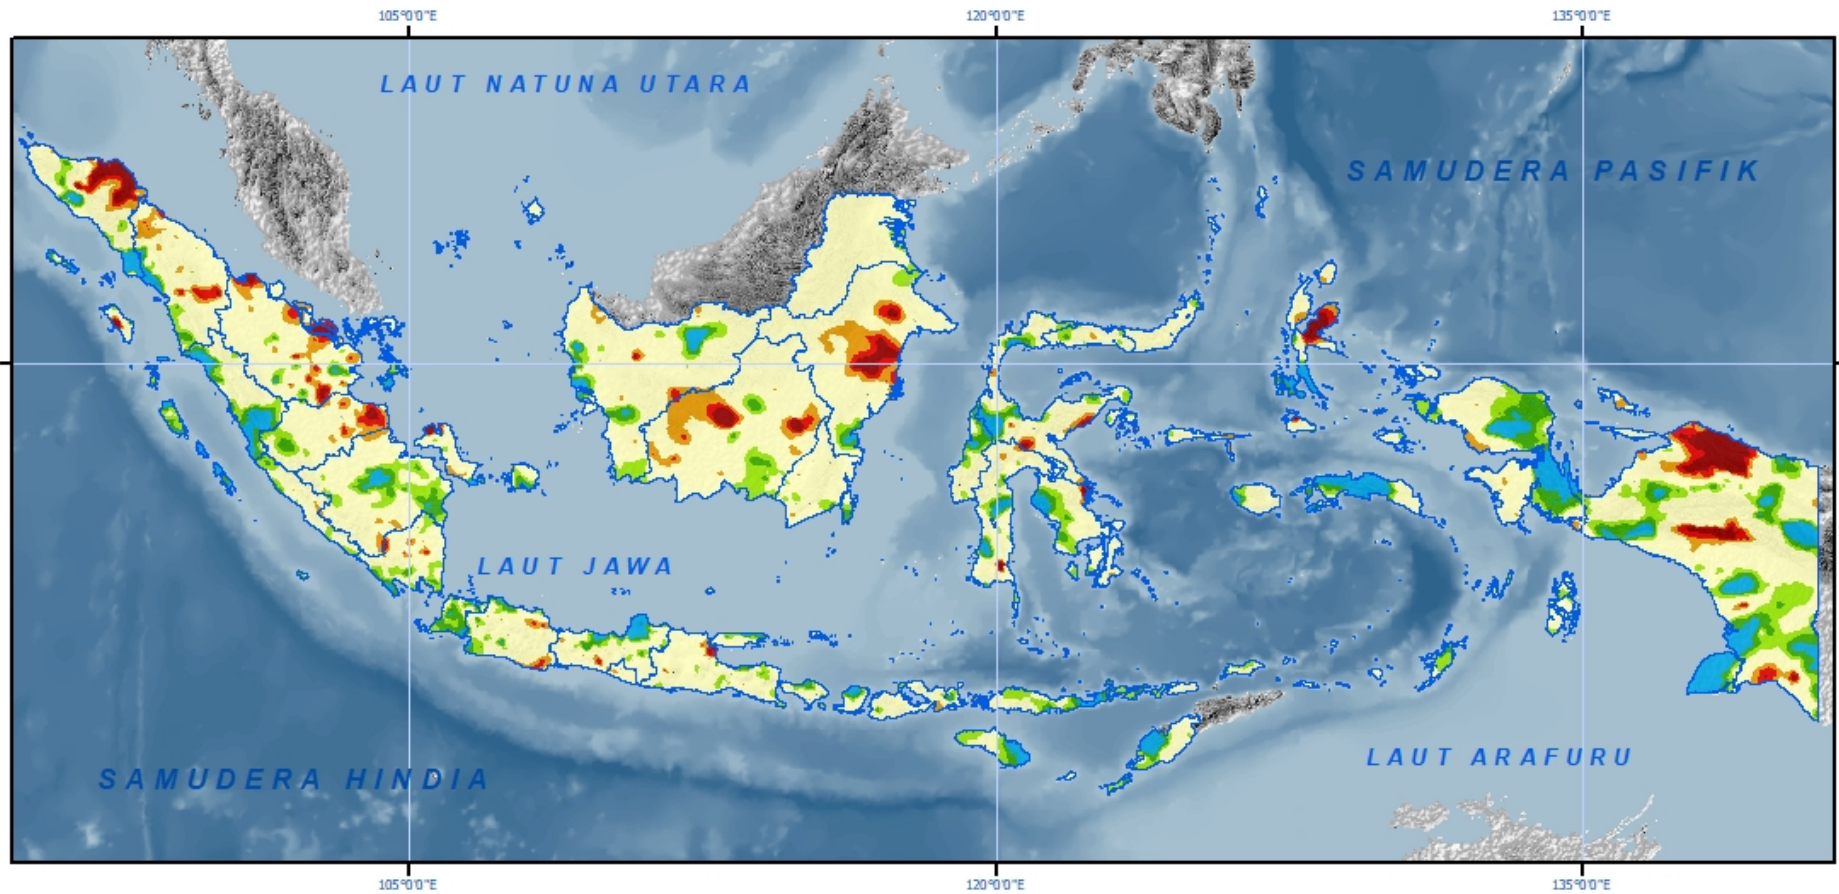 105°0'0"E 120°0'0"E 135°0'0"E
LAUT NATUNA UTARA
SAMUDERA PASIFIK
LAUT JAWA
LAUT ARAFURU
SAMUDERA HINDIA
105°0'0"E 120°0'0"E 135°0'0"E